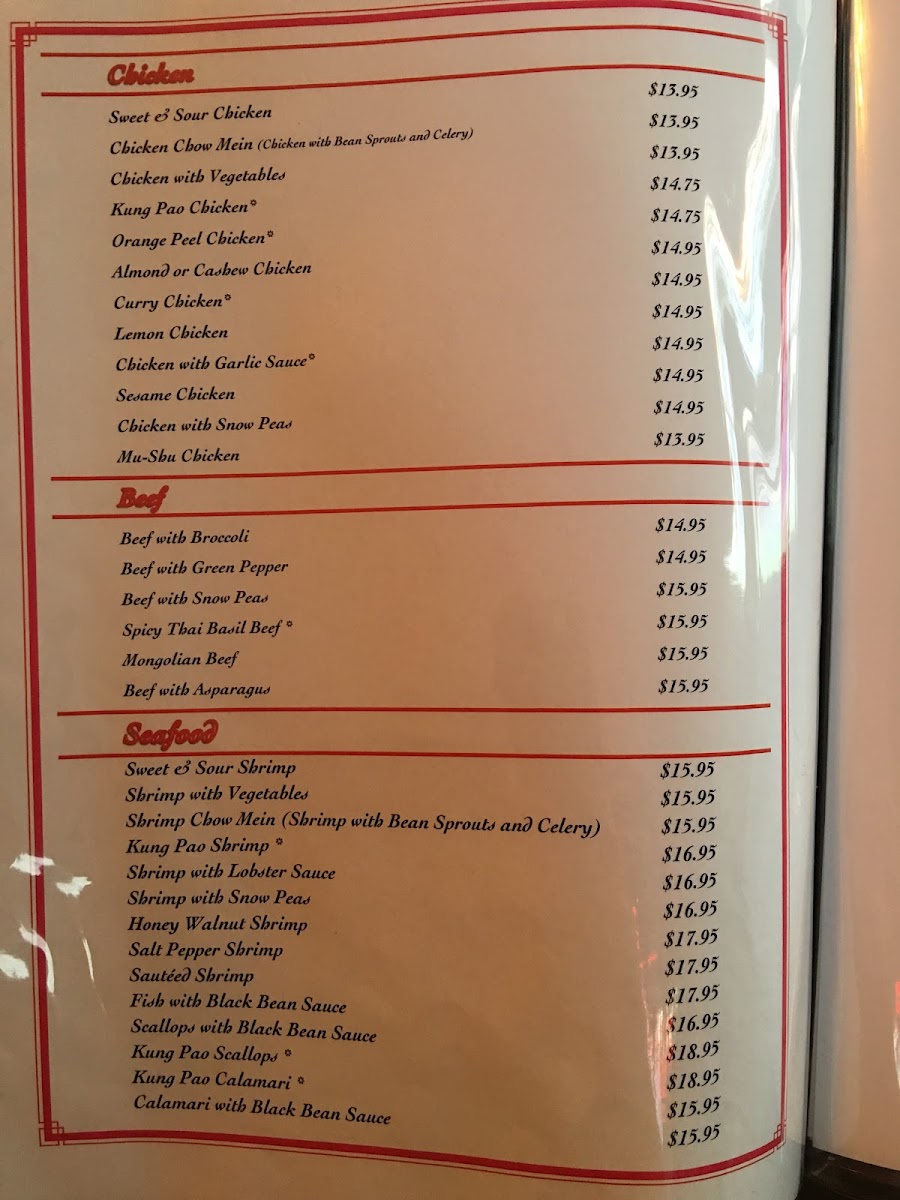 Chicken
Sweet & Sour Chicken $13.95
Chicken Chow Mein (Chicken with Bean Sprouts and Celery) $13.95
Chicken with Vegetables $13.95
Kung Pao Chicken* $14.75
Orange Peel Chicken* $14.75
Almond or Cashew Chicken $14.95
Curry Chicken* $14.95
Lemon Chicken $14.95
Chicken with Garlic Sauce* $14.95
Sesame Chicken $14.95
Chicken with Snow Peas $14.95
Mu-Shu Chicken $13.95
Beef
Beef with Broccoli $14.95
Beef with Green Pepper $14.95
Beef with Snow Peas $15.95
Spicy Thai Basil Beef * $15.95
Mongolian Beef $15.95
Beef with Asparagus $15.95
Seafood
Sweet & Sour Shrimp $15.95
Shrimp with Vegetables $15.95
Shrimp Chow Mein (Shrimp with Bean Sprouts and Celery) $15.95
Kung Pao Shrimp * $16.95
Shrimp with Lobster Sauce $16.95
Shrimp with Snow Peas $16.95
Honey Walnut Shrimp $17.95
Salt Pepper Shrimp $17.95
Sautéed Shrimp $17.95
Fish with Black Bean Sauce $16.95
Scallops with Black Bean Sauce $18.95
Kung Pao Scallops * $18.95
Kung Pao Calamari * $15.95
Calamari with Black Bean Sauce $15.95